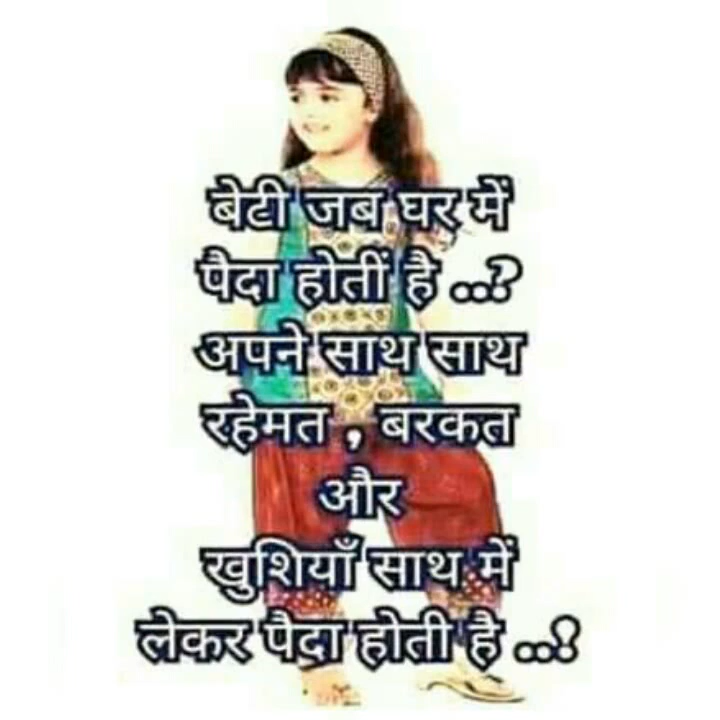 बेटी जब घर में
पैदा होतीं है ..?
अपने साथ साथ
रहेमत , बरकत
और
खुशियाँ साथ में
लेकर पैदा होती है ..!